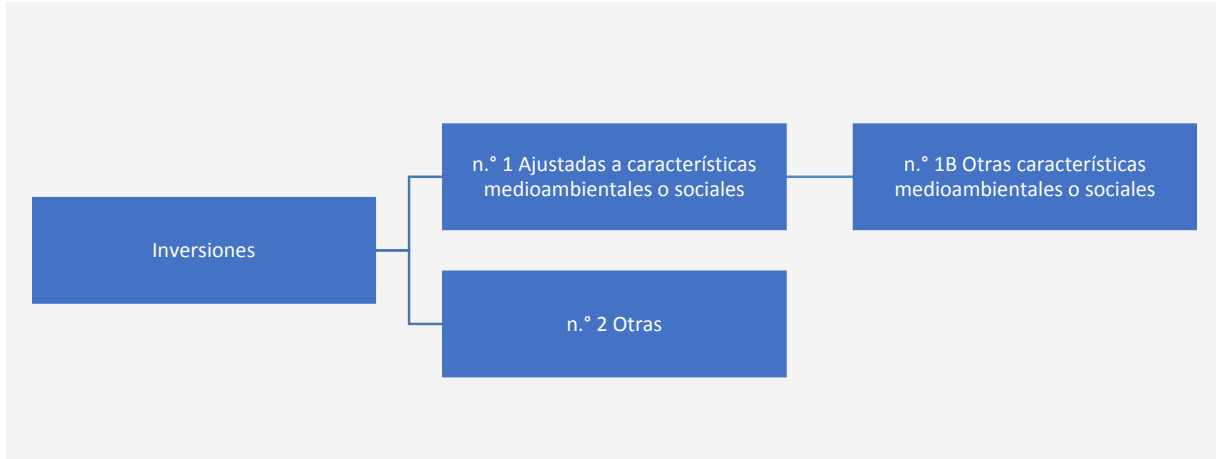 n.° 1 Ajustadas a características
medioambientales o sociales
n.° 1B Otras características
medioambientales o sociales
Inversiones
n.° 2 Otras